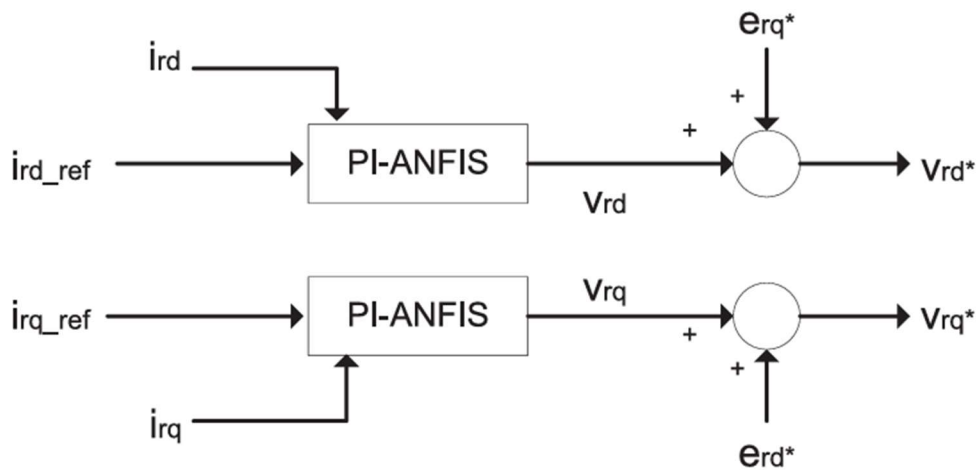 erq*
ird
+
+
ird_ref
PI-ANFIS
vrd*
vrd
vrq
irq_ref
PI-ANFIS
vrq*
+
+
irq
erd*